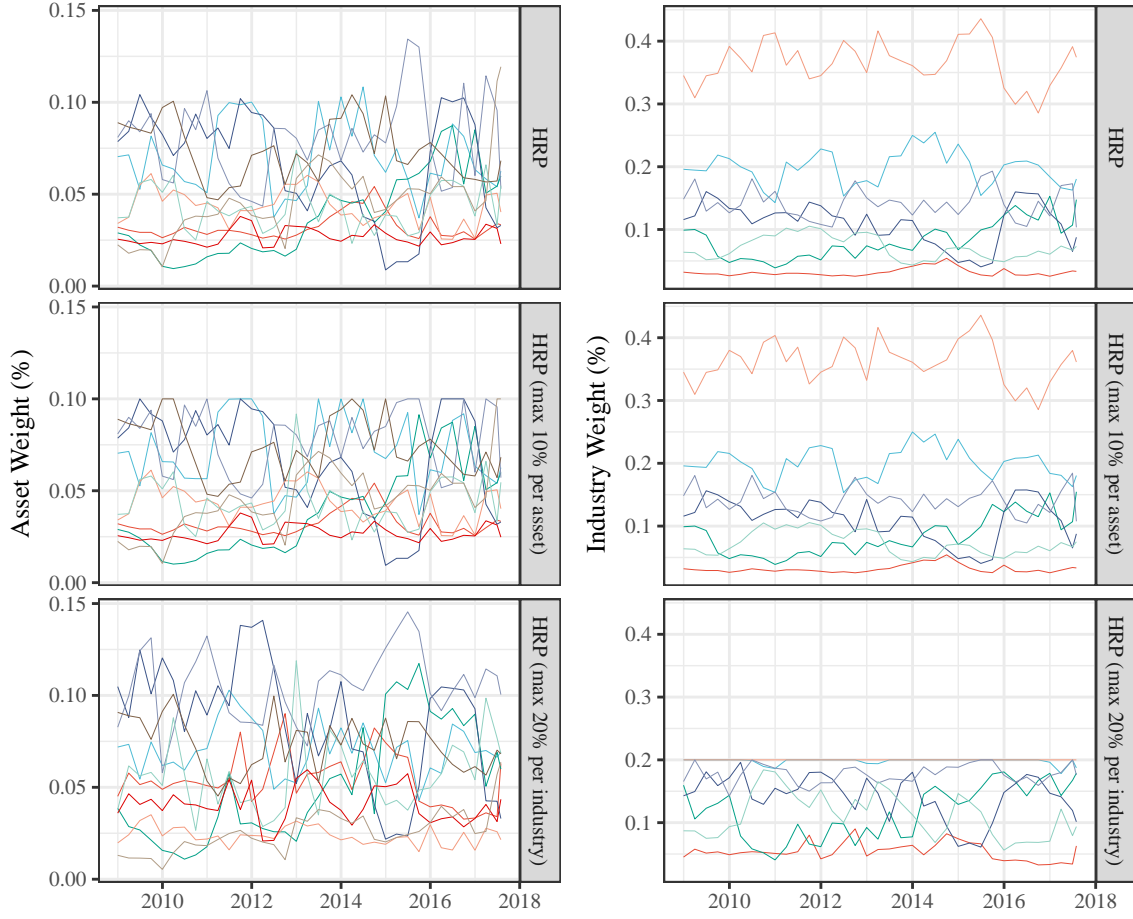 Asset Weight (%)
0.15
0.10
0.05
0.00
HRP
0.15
0.10
0.05
0.00
HRP (max 10% per asset)
0.15
0.10
0.05
0.00
HRP (max 20% per industry)
2010 2012 2014 2016 2018
Industry Weight (%)
0.4
0.3
0.2
0.1
HRP
0.4
0.3
0.2
0.1
HRP (max 10% per asset)
0.4
0.3
0.2
0.1
HRP (max 20% per industry)
2010 2012 2014 2016 2018